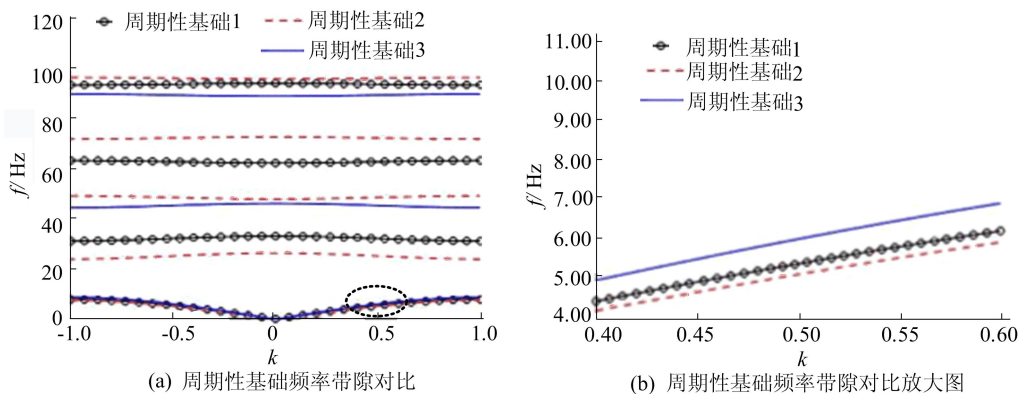 120
周期性基础1
周期性基础2
周期性基础3
100
80
60
40
20
0
f/ Hz
-1.0
-0.5
0
0.5
1.0
k
(a) 周期性基础频率带隙对比
11.00
10.00
9.00
8.00
7.00
6.00
5.00
4.00
f/ Hz
周期性基础1
周期性基础2
周期性基础3
0.40
0.45
0.50
0.55
0.60
k
(b) 周期性基础频率带隙对比放大图